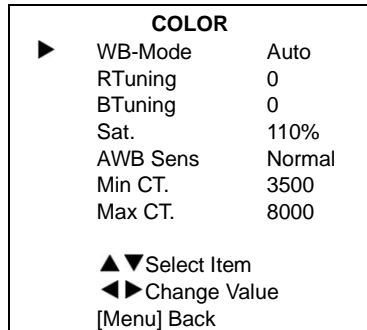 COLOR
▶ WB-Mode Auto
RTuning 0
BTuning 0
Sat. 110%
AWB Sens Normal
Min CT. 3500
Max CT. 8000
▲▼Select Item
◀▶Change Value
[Menu] Back